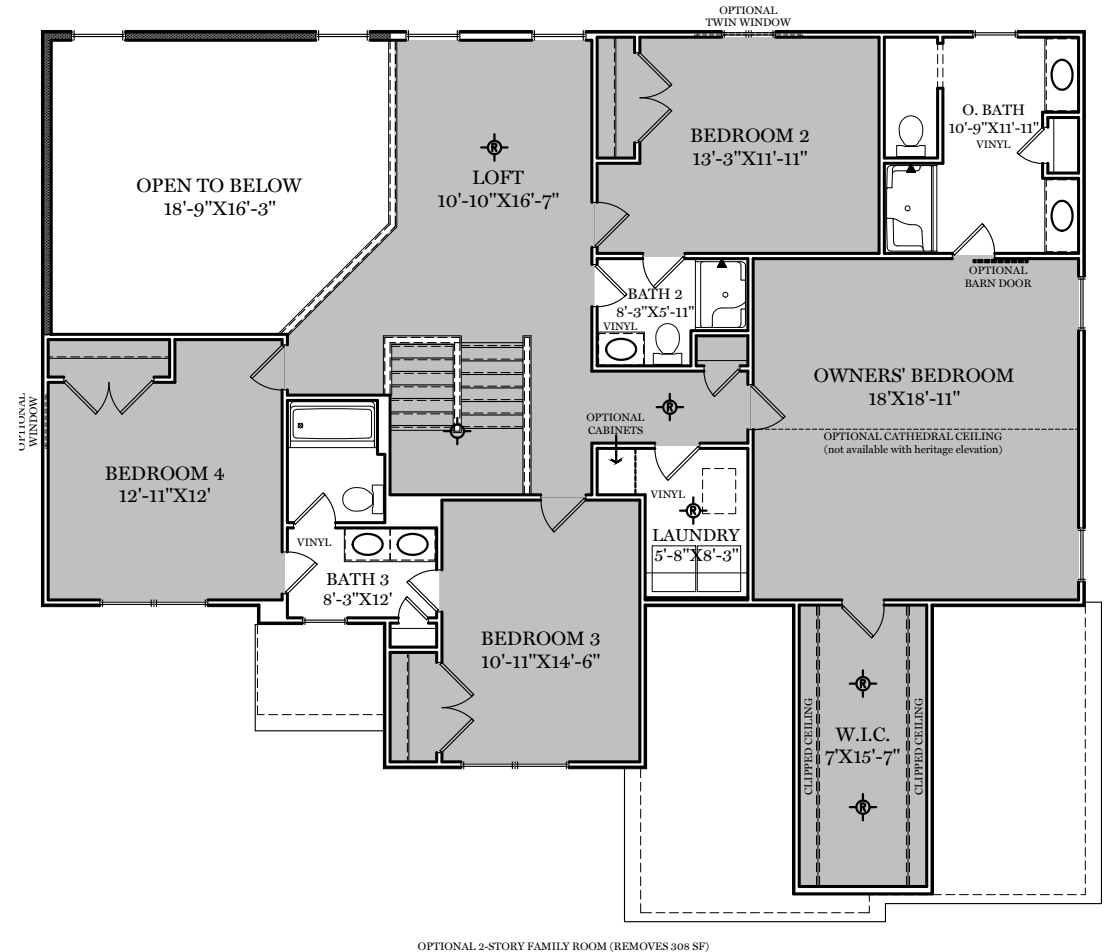 OPTIONAL
TWIN WINDOW
OPEN TO BELOW
18'-9"X16'-3"
R
LOFT
10'-10"X16'-7"
BEDROOM 2
13'-3"X11'-11"
O. BATH
10'-9"X11'-11"
VINYL
OPTIONAL
BARN DOOR
BATH 2
8'-3"X5'-11"
VINYL
OWNERS' BEDROOM
18'X18'-11"
OPTIONAL CATHEDRAL CEILING
(not available with heritage elevation)
R
OPTIONAL
CABINETS
OPTIONAL
WINDOW
BEDROOM 4
12'-11"X12'
VINYL
R
LAUNDRY
5'-8"X8'-3"
VINYL
BATH 3
8'-3"X12'
BEDROOM 3
10'-11"X14'-6"
R
W.I.C.
7'X15'-7"
R
CLIPPED CEILING
CLIPPED CEILING
OPTIONAL 2-STORY FAMILY ROOM (REMOVES 308 SF)